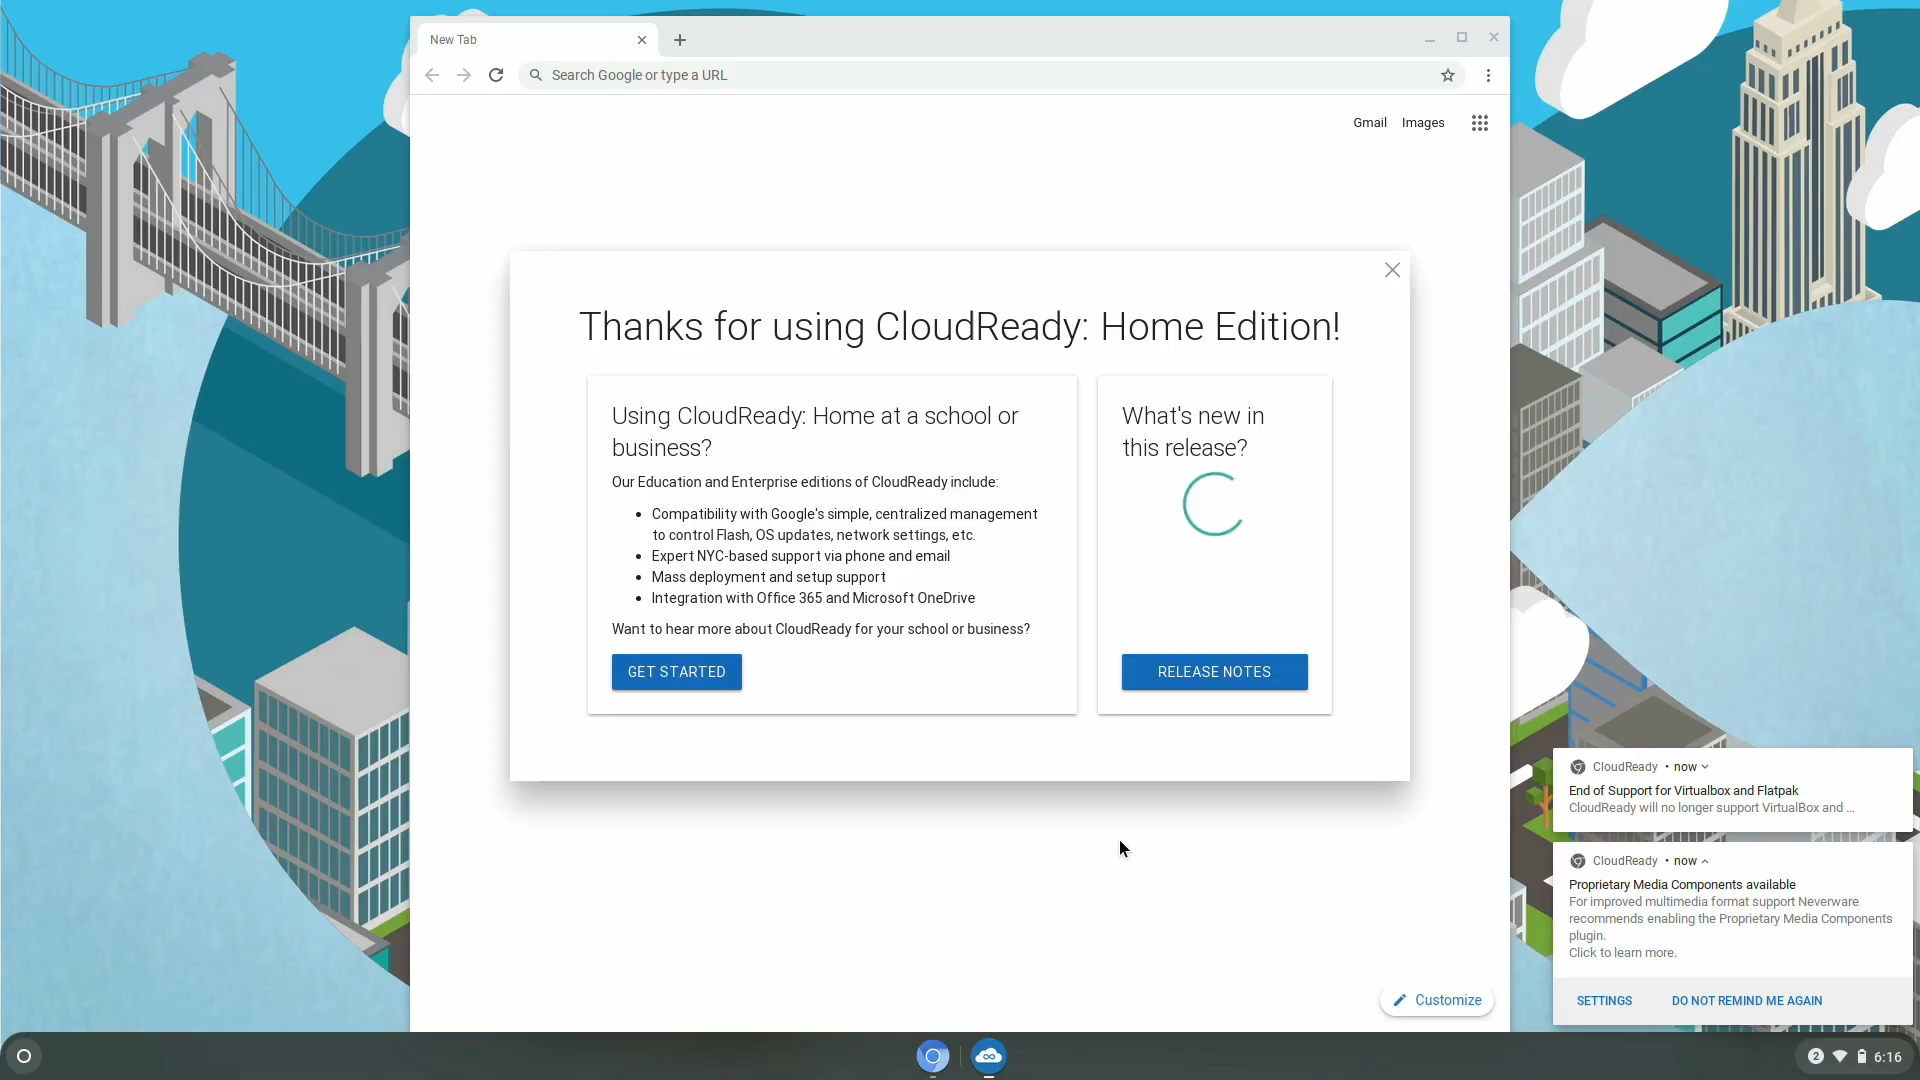 New Tab
Search Google or type a URL
Gmail Images
Thanks for using CloudReady: Home Edition!
Using CloudReady: Home at a school or
business?
Our Education and Enterprise editions of CloudReady include:
• Compatibility with Google's simple, centralized management
to control Flash, OS updates, network settings, etc.
• Expert NYC-based support via phone and email
• Mass deployment and setup support
• Integration with Office 365 and Microsoft OneDrive
Want to hear more about CloudReady for your school or business?
GET STARTED
What's new in
this release?
RELEASE NOTES
CloudReady • now
End of Support for Virtualbox and Flatpak
CloudReady will no longer support VirtualBox and ...
CloudReady • now
Proprietary Media Components available
For improved multimedia format support Neverware
recommends enabling the Proprietary Media Components
plugin.
Click to learn more.
SETTINGS DO NOT REMIND ME AGAIN
Customize
2 6:16